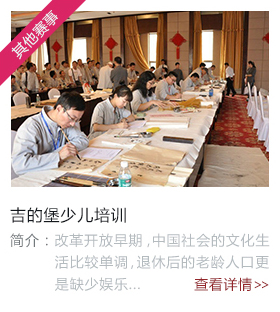 其他赛事
吉的堡少儿培训
简介：改革开放早期,中国社会的文化生
活比较单调,退休后的老龄人口更
是缺少娱乐... 查看详情>>